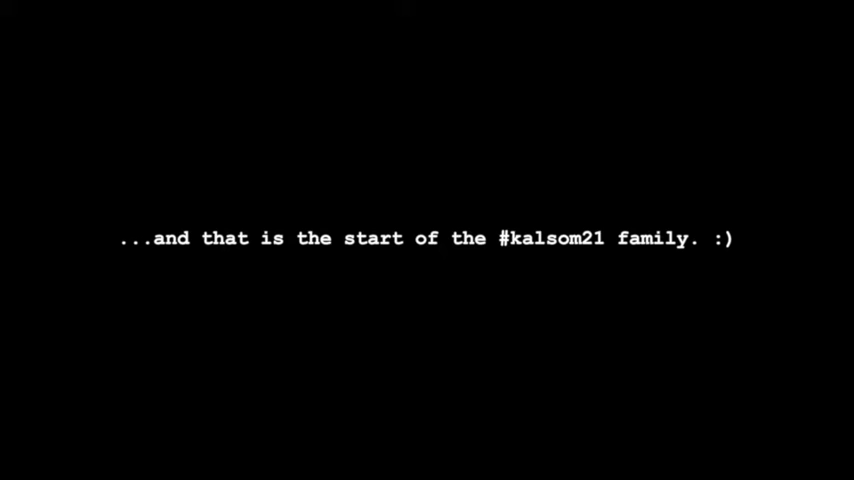 ...and that is the start of the #kalsom21 family. :)